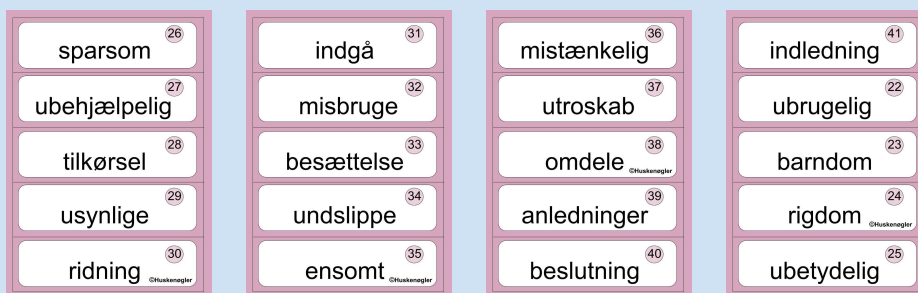 26
sparsom
27
ubehjælpelig
28
tilkørsel
29
usynlige
30
ridning ©Huskenøgler
31
indgå
32
misbruge
33
besættelse
34
undslippe
35
ensomt ©Huskenøgler
36
mistænkelig
37
utroskab
38
omdele ©Huskenøgler
39
anledninger
40
beslutning
41
indledning
22
ubrugelig
23
barndom
24
rigdom ©Huskenøgler
25
ubetydelig